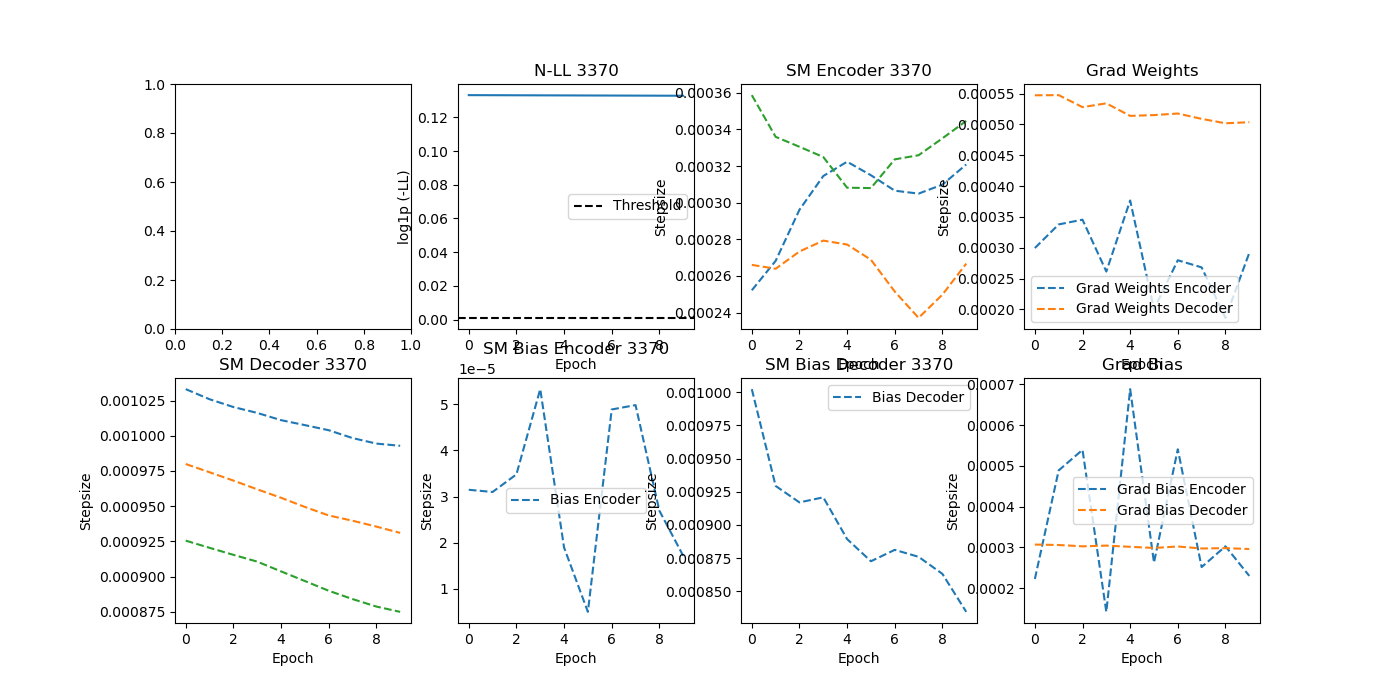 N-LL 3370
SM Encoder 3370
Grad Weights
1.0
0.8
0.6
0.4
0.2
0.0
0.0 0.2 0.4 0.6 0.8 1.0
log1p (-LL)
0.12
0.10
0.08
0.06
0.04
0.02
0.00
Threshold
0 2 4 6 8
Epoch
Stepsize
0.00036
0.00034
0.00032
0.00030
0.00028
0.00026
0.00024
0 2 4 6 8
Epoch
Stepsize
0.00055
0.00050
0.00045
0.00040
0.00035
0.00030
0.00025
0.00020
Grad Weights Encoder
Grad Weights Decoder
0 2 4 6 8
Epoch
SM Decoder 3370
SM Bias Encoder 3370
SM Bias Decoder 3370
Grad Bias
Stepsize
0.001025
0.001000
0.000975
0.000950
0.000925
0.000900
0.000875
0 2 4 6 8
Epoch
Stepsize
1e−5
5
4
3
2
1
Bias Encoder
0 2 4 6 8
Epoch
Stepsize
0.001000
0.000975
0.000950
0.000925
0.000900
0.000875
0.000850
Bias Decoder
0 2 4 6 8
Epoch
Stepsize
0.0007
0.0006
0.0005
0.0004
0.0003
0.0002
Grad Bias Encoder
Grad Bias Decoder
0 2 4 6 8
Epoch